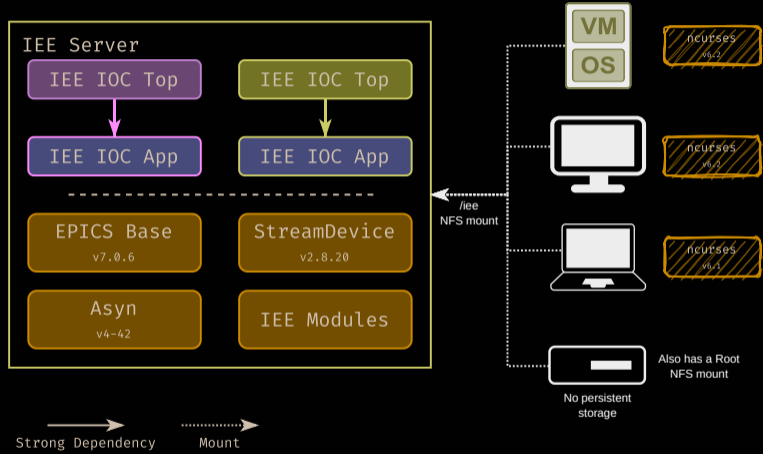 IEE Server
IEE IOC Top
IEE IOC Top
IEE IOC App
IEE IOC App
EPICS Base
v7.0.6
StreamDevice
v2.8.20
Asyn
v4-42
IEE Modules
/iee
NFS mount
VM
OS
ncurses
v6.2
ncurses
v6.2
ncurses
v6.1
Also has a Root
NFS mount
No persistent
storage
Strong Dependency
Mount